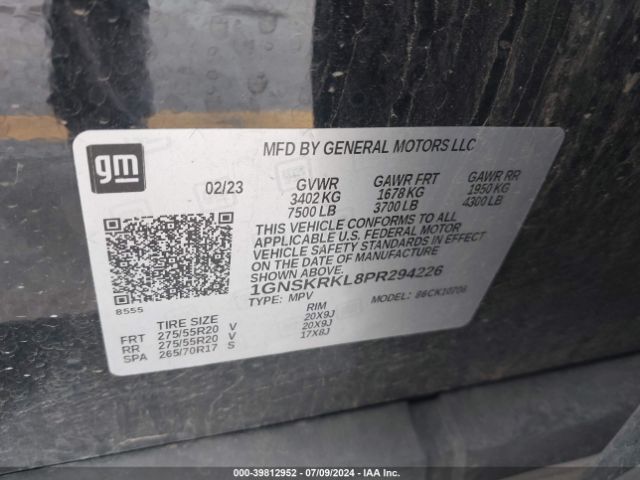 gm
MFD BY GENERAL MOTORS LLC
02/23 GVWR GAWR FRT GAWR RR
3402 KG 1678 KG 1950 KG
7500 LB 3700 LB 4300 LB
THIS VEHICLE CONFORMS TO ALL
APPLICABLE U.S. FEDERAL MOTOR
VEHICLE SAFETY STANDARDS IN EFFECT
ON THE DATE OF MANUFACTURE
SHOWN ABOVE.
1GNSKRKL8PR294226
TYPE: MPV MODEL: 86CK10706
8555
TIRE SIZE RIM
FRT 275/55R20 V 20X9J
RR 275/55R20 V 20X9J
SPA 265/70R17 S 17X8J
000-39812952 - 07/09/2024 - IAA Inc.